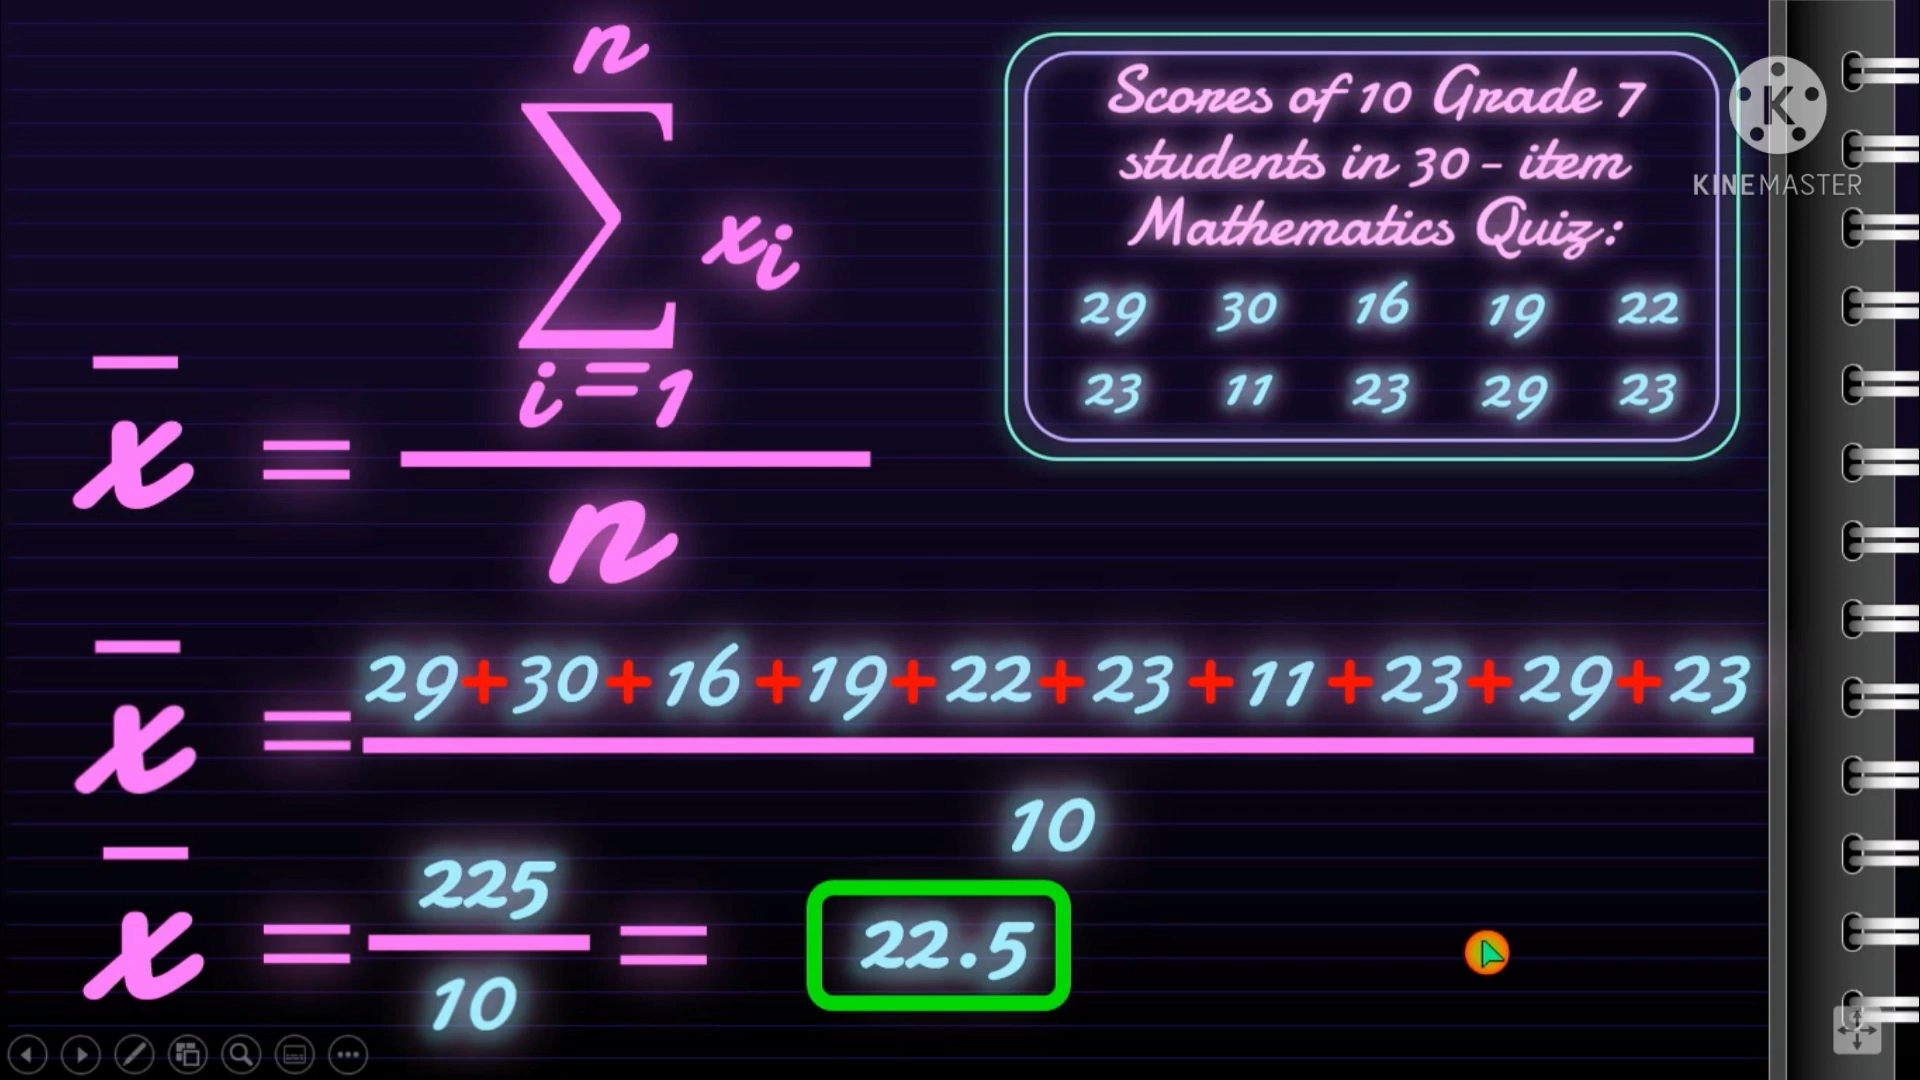 n
∑ xᵢ
i = 1
x̄ =
n
Scores of 10 Grade 7
students in 30 - item
Mathematics Quiz:
29 30 16 19 22
23 11 23 29 23
K
KINEMASTER
x̄ = 29+30+16+19+22+23+11+23+29+23
10
x̄ = 225 = 22.5
10